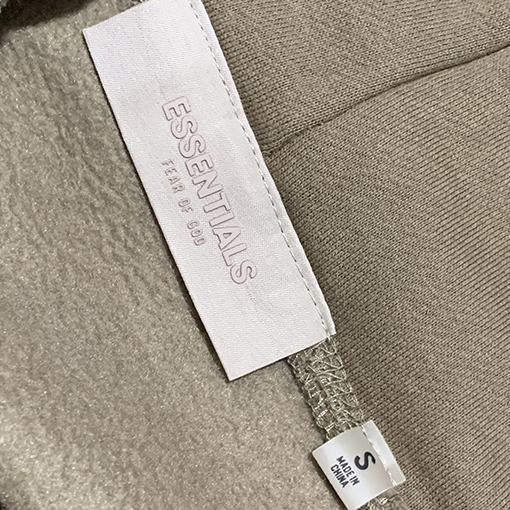 ESSENTIALS
FEAR OF GOD
S
MADE IN
CHINA